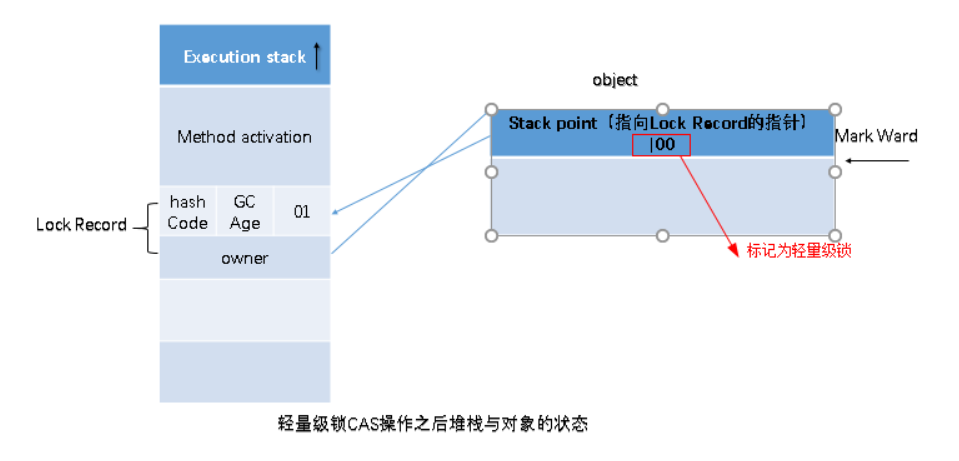 Execution stack
Method activation
Lock Record
hash
Code
GC
Age
01
owner
object
Stack point（指向Lock Record的指针）
|00
Mark Ward
标记为轻量级锁
轻量级锁CAS操作之后堆栈与对象的状态